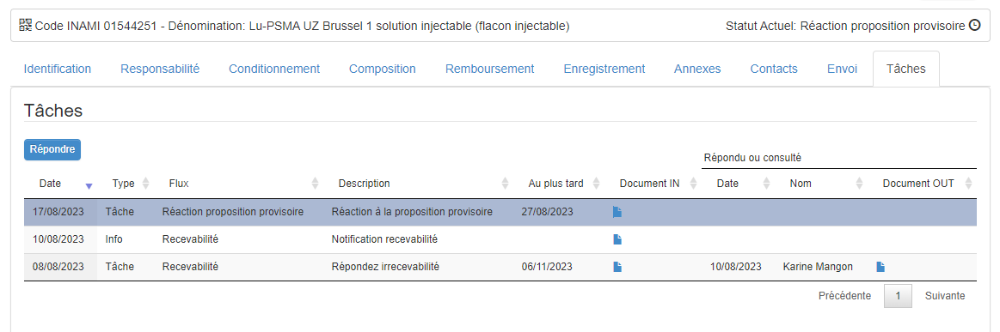 Code INAMI 01544251 - Dénomination: Lu-PSMA UZ Brussel 1 solution injectable (flacon injectable) Statut Actuel: Réaction proposition provisoire
Identification Responsabilité Conditionnement Composition Remboursement Enregistrement Annexes Contacts Envoi Tâches
Tâches
Répondre
Répondu ou consulté
Date Type Flux Description Au plus tard Document IN Date Nom Document OUT
17/08/2023 Tâche Réaction proposition provisoire Réaction à la proposition provisoire 27/08/2023
10/08/2023 Info Recevabilité Notification recevabilité
08/08/2023 Tâche Recevabilité Répondez irrecevabilité 06/11/2023 10/08/2023 Karine Mangon
Précédente 1 Suivante